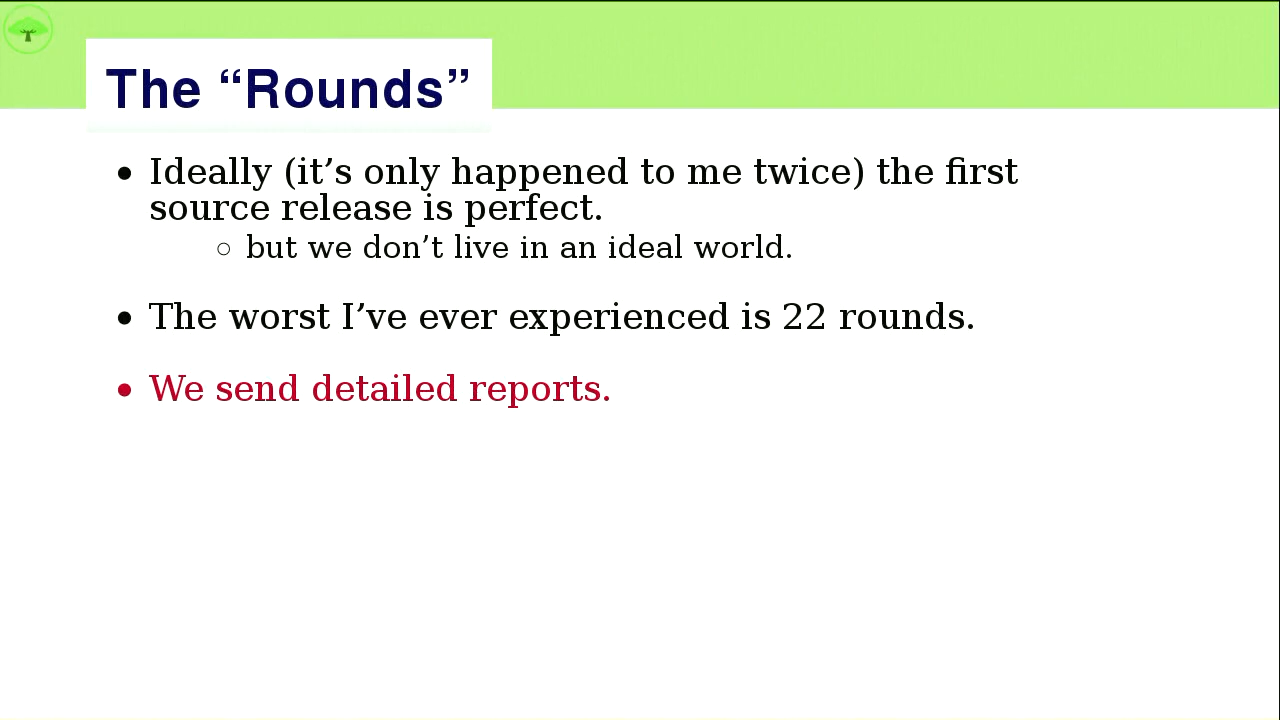 The “Rounds”
• Ideally (it’s only happened to me twice) the first
source release is perfect.
○ but we don’t live in an ideal world.
• The worst I’ve ever experienced is 22 rounds.
• We send detailed reports.